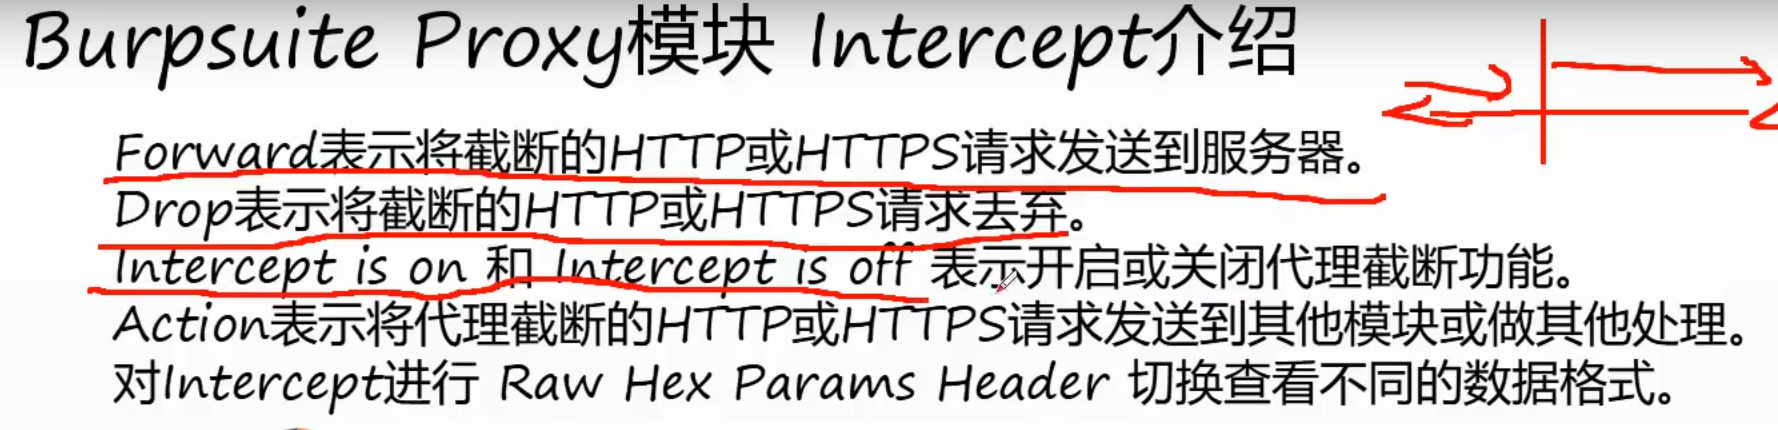 Burpsuite Proxy模块 Intercept介绍
Forward表示将截断的HTTP或HTTPS请求发送到服务器。
Drop表示将截断的HTTP或HTTPS请求丢弃。
Intercept is on 和 Intercept is off 表示开启或关闭代理截断功能。
Action表示将代理截断的HTTP或HTTPS请求发送到其他模块或做其他处理。
对Intercept进行 Raw Hex Params Header 切换查看不同的数据格式。